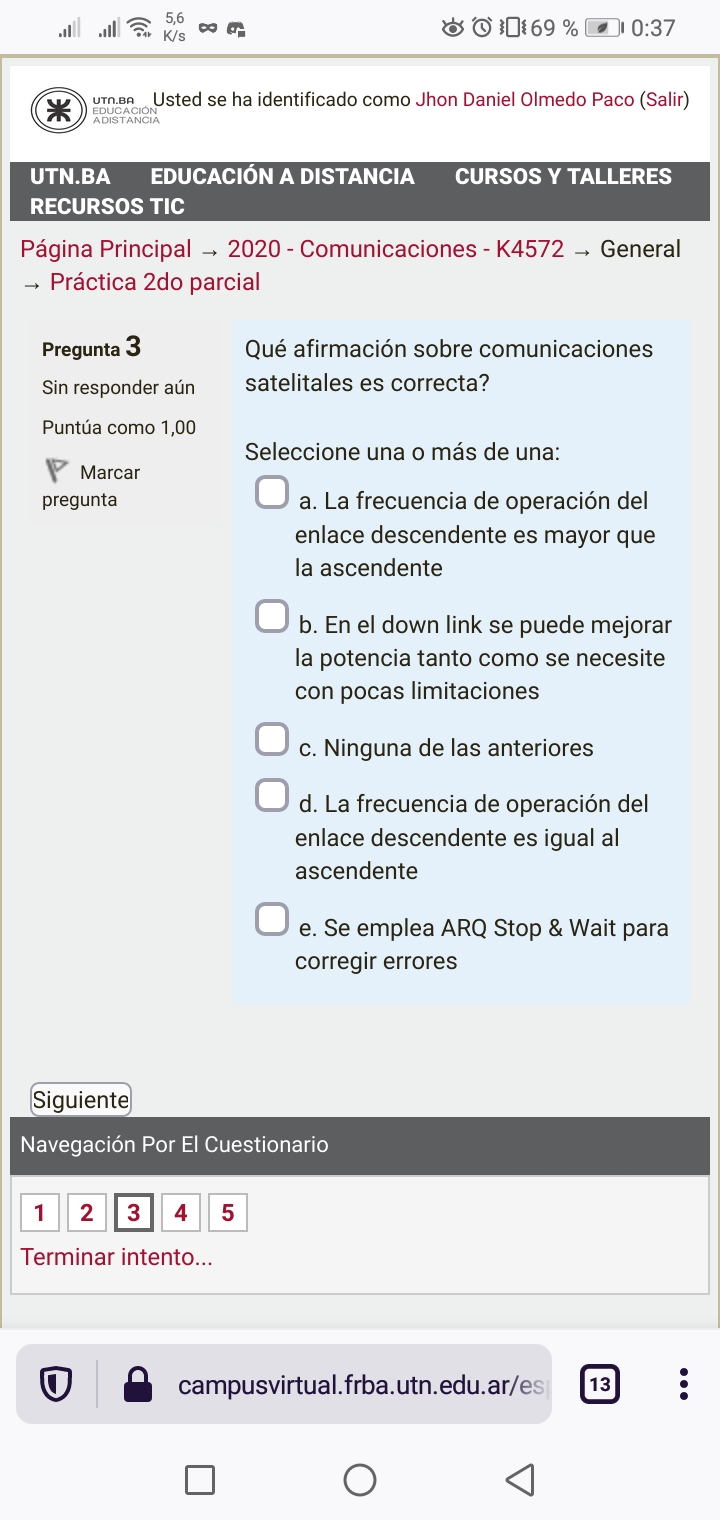 5,6
K/s
69 %
0:37
UTN.BA
EDUCACIÓN
A DISTANCIA
Usted se ha identificado como Jhon Daniel Olmedo Paco (Salir)
UTN.BA EDUCACIÓN A DISTANCIA CURSOS Y TALLERES
RECURSOS TIC
Página Principal → 2020 - Comunicaciones - K4572 → General
→ Práctica 2do parcial
Pregunta 3
Sin responder aún
Puntúa como 1,00
Marcar
pregunta
Qué afirmación sobre comunicaciones
satelitales es correcta?
Seleccione una o más de una:
a. La frecuencia de operación del
enlace descendente es mayor que
la ascendente
b. En el down link se puede mejorar
la potencia tanto como se necesite
con pocas limitaciones
c. Ninguna de las anteriores
d. La frecuencia de operación del
enlace descendente es igual al
ascendente
e. Se emplea ARQ Stop & Wait para
corregir errores
Siguiente
Navegación Por El Cuestionario
1 2 3 4 5
Terminar intento...
campusvirtual.frba.utn.edu.ar/es
13